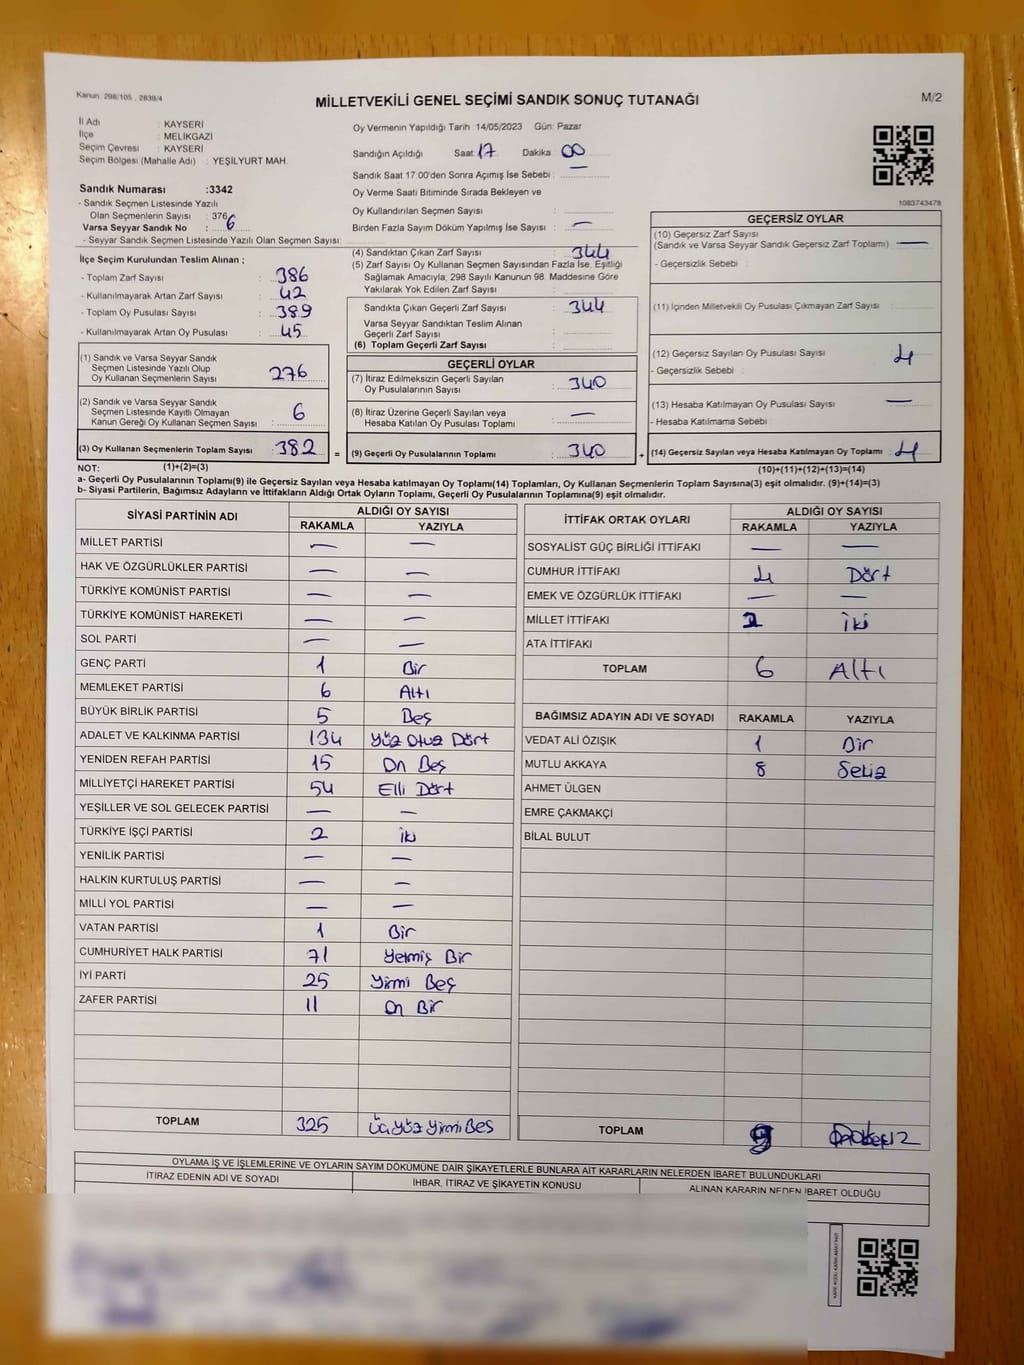 Kanun: 298/105 , 2839/4
MİLLETVEKİLİ GENEL SEÇİMİ SANDIK SONUÇ TUTANAĞI
M/2
İl Adı : KAYSERİ
İlçe : MELİKGAZİ
Seçim Çevresi : KAYSERİ
Seçim Bölgesi (Mahalle Adı) : YEŞİLYURT MAH.
Sandık Numarası :3342
- Sandık Seçmen Listesinde Yazılı
Olan Seçmenlerin Sayısı : 376
Varsa Seyyar Sandık No : 6
- Seyyar Sandık Seçmen Listesinde Yazılı Olan Seçmen Sayısı:
Oy Vermenin Yapıldığı Tarih :14/05/2023 Gün: Pazar
Sandığın Açıldığı Saat:17 Dakika :00
Sandık Saat 17:00'den Sonra Açımış İse Sebebi : —
Oy Verme Saati Bitiminde Sırada Bekleyen ve
Oy Kullandırılan Seçmen Sayısı :
Birden Fazla Sayım Döküm Yapılmış İse Sayısı : —
1083743478
İlçe Seçim Kurulundan Teslim Alınan ;
- Toplam Zarf Sayısı : 386
- Kullanılmayarak Artan Zarf Sayısı : 42
- Toplam Oy Pusulası Sayısı : 389
- Kullanılmayarak Artan Oy Pusulası : 45
(1) Sandık ve Varsa Seyyar Sandık
Seçmen Listesinde Yazılı Olup
Oy Kullanan Seçmenlerin Sayısı : 276
(2) Sandık ve Varsa Seyyar Sandık
Seçmen Listesinde Kayıtlı Olmayan
Kanun Gereği Oy Kullanan Seçmen Sayısı : 6
(3) Oy Kullanan Seçmenlerin Toplam Sayısı : 382
(4) Sandıktan Çıkan Zarf Sayısı : 344
(5) Zarf Sayısı Oy Kullanan Seçmen Sayısından Fazla İse, Eşitliği
Sağlamak Amacıyla; 298 Sayılı Kanunun 98. Maddesine Göre
Yakılarak Yok Edilen Zarf Sayısı :
Sandıkta Çıkan Geçerli Zarf Sayısı : 344
Varsa Seyyar Sandıktan Teslim Alınan
Geçerli Zarf Sayısı :
(6) Toplam Geçerli Zarf Sayısı :
GEÇERLİ OYLAR
(7) İtiraz Edilmeksizin Geçerli Sayılan
Oy Pusulalarının Sayısı : 340
(8) İtiraz Üzerine Geçerli Sayılan veya
Hesaba Katılan Oy Pusulası Toplamı : —
= (9) Geçerli Oy Pusulalarının Toplamı : 340 +
GEÇERSİZ OYLAR
(10) Geçersiz Zarf Sayısı
(Sandık ve Varsa Seyyar Sandık Geçersiz Zarf Toplamı) : —
- Geçersizlik Sebebi :
(11) İçinden Milletvekili Oy Pusulası Çıkmayan Zarf Sayısı :
(12) Geçersiz Sayılan Oy Pusulası Sayısı : 4
- Geçersizlik Sebebi :
(13) Hesaba Katılmayan Oy Pusulası Sayısı : —
- Hesaba Katılmama Sebebi :
(14) Geçersiz Sayılan veya Hesaba Katılmayan Oy Toplamı : 4
NOT: (1)+(2)=(3)
(10)+(11)+(12)+(13)=(14)
a- Geçerli Oy Pusulalarının Toplamı(9) ile Geçersiz Sayılan veya Hesaba katılmayan Oy Toplamı(14) Toplamları, Oy Kullanan Seçmenlerin Toplam Sayısına(3) eşit olmalıdır. (9)+(14)=(3)
b- Siyasi Partilerin, Bağımsız Adayların ve İttifakların Aldığı Ortak Oyların Toplamı, Geçerli Oy Pusulalarının Toplamına(9) eşit olmalıdır.
SİYASİ PARTİNİN ADI ALDIĞI OY SAYISI
RAKAMLA YAZIYLA
MİLLET PARTİSİ — —
HAK VE ÖZGÜRLÜKLER PARTİSİ — —
TÜRKİYE KOMÜNİST PARTİSİ — —
TÜRKİYE KOMÜNİST HAREKETİ — —
SOL PARTİ — —
GENÇ PARTİ 1 Bir
MEMLEKET PARTİSİ 6 Altı
BÜYÜK BİRLİK PARTİSİ 5 Beş
ADALET VE KALKINMA PARTİSİ 134 Yüz Otuz Dört
YENİDEN REFAH PARTİSİ 15 On Beş
MİLLİYETÇİ HAREKET PARTİSİ 54 Elli Dört
YEŞİLLER VE SOL GELECEK PARTİSİ — —
TÜRKİYE İŞÇİ PARTİSİ 2 iki
YENİLİK PARTİSİ — —
HALKIN KURTULUŞ PARTİSİ — —
MİLLİ YOL PARTİSİ — —
VATAN PARTİSİ 1 Bir
CUMHURİYET HALK PARTİSİ 71 Yetmiş Bir
İYİ PARTİ 25 Yirmi Beş
ZAFER PARTİSİ 11 On Bir
TOPLAM 325 Üç Yüz Yirmi Beş
İTTİFAK ORTAK OYLARI ALDIĞI OY SAYISI
RAKAMLA YAZIYLA
SOSYALİST GÜÇ BİRLİĞİ İTTİFAKI — —
CUMHUR İTTİFAKI 4 Dört
EMEK VE ÖZGÜRLÜK İTTİFAKI — —
MİLLET İTTİFAKI 2 iki
ATA İTTİFAKI
TOPLAM 6 Altı
BAĞIMSIZ ADAYIN ADI VE SOYADI RAKAMLA YAZIYLA
VEDAT ALİ ÖZIŞIK 1 Bir
MUTLU AKKAYA 8 Sekiz
AHMET ÜLGEN
EMRE ÇAKMAKÇİ
BİLAL BULUT
TOPLAM 9
OYLAMA İŞ VE İŞLEMLERİNE VE OYLARIN SAYIM DÖKÜMÜNE DAİR ŞİKAYETLERLE BUNLARA AİT KARARLARIN NELERDEN İBARET BULUNDUKLARI
İTİRAZ EDENİN ADI VE SOYADI İHBAR, İTİRAZ VE ŞİKAYETİN KONUSU ALINAN KARARIN NEDEN İBARET OLDUĞU